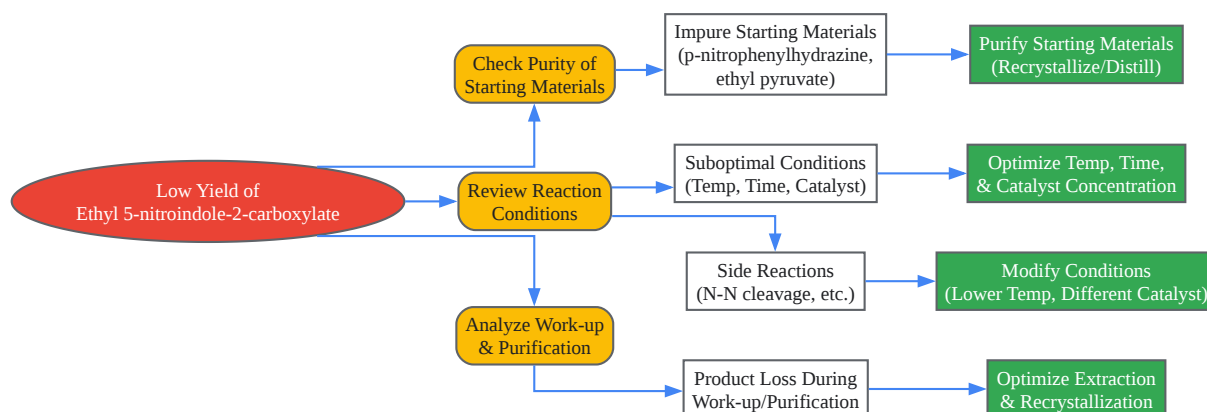 Low Yield of
Ethyl 5-nitroindole-2-carboxylate
Check Purity of
Starting Materials
Impure Starting Materials
(p-nitrophenylhydrazine,
ethyl pyruvate)
Purify Starting Materials
(Recrystallize/Distill)
Review Reaction
Conditions
Suboptimal Conditions
(Temp, Time, Catalyst)
Optimize Temp, Time,
& Catalyst Concentration
Side Reactions
(N-N cleavage, etc.)
Modify Conditions
(Lower Temp, Different Catalyst)
Analyze Work-up
& Purification
Product Loss During
Work-up/Purification
Optimize Extraction
& Recrystallization